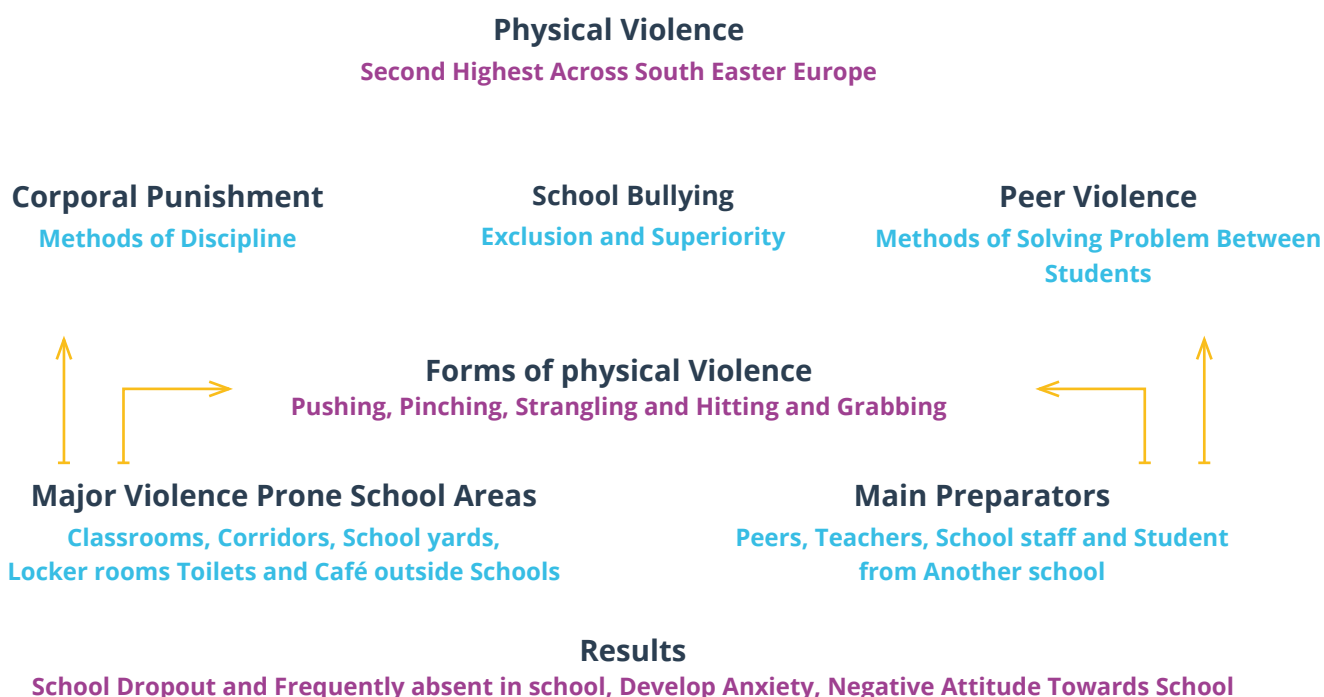 Physical Violence
Second Highest Across South Easter Europe
Corporal Punishment
Methods of Discipline
School Bullying
Exclusion and Superiority
Peer Violence
Methods of Solving Problem Between
Students
Forms of physical Violence
Pushing, Pinching, Strangling and Hitting and Grabbing
Major Violence Prone School Areas
Classrooms, Corridors, School yards,
Locker rooms Toilets and Café outside Schools
Main Preparators
Peers, Teachers, School staff and Student
from Another school
Results
School Dropout and Frequently absent in school, Develop Anxiety, Negative Attitude Towards School